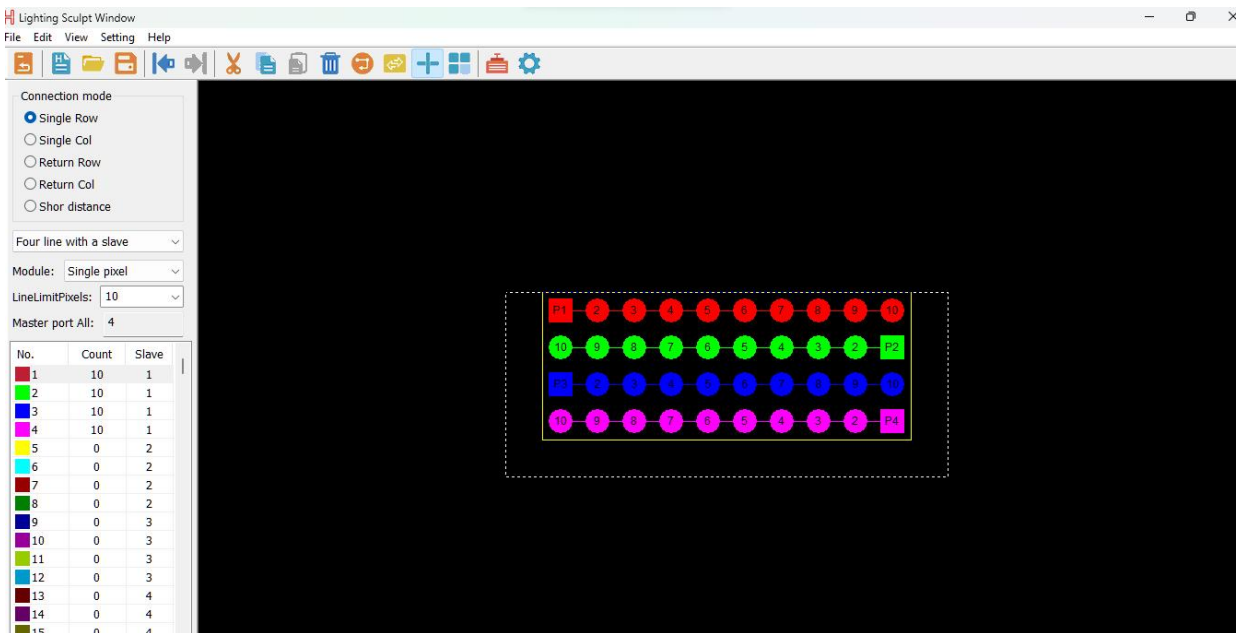 Lighting Sculpt Window
File Edit View Setting Help
Connection mode
Single Row
Single Col
Return Row
Return Col
Shor distance
Four line with a slave
Module: Single pixel
LineLimitPixels: 10
Master port All: 4
No. Count Slave
1 10 1
2 10 1
3 10 1
4 10 1
5 0 2
6 0 2
7 0 2
8 0 2
9 0 3
10 0 3
11 0 3
12 0 3
13 0 4
14 0 4
15 0 4
P1 2 3 4 5 6 7 8 9 10
10 9 8 7 6 5 4 3 2 P2
P3 2 3 4 5 6 7 8 9 10
10 9 8 7 6 5 4 3 2 P4